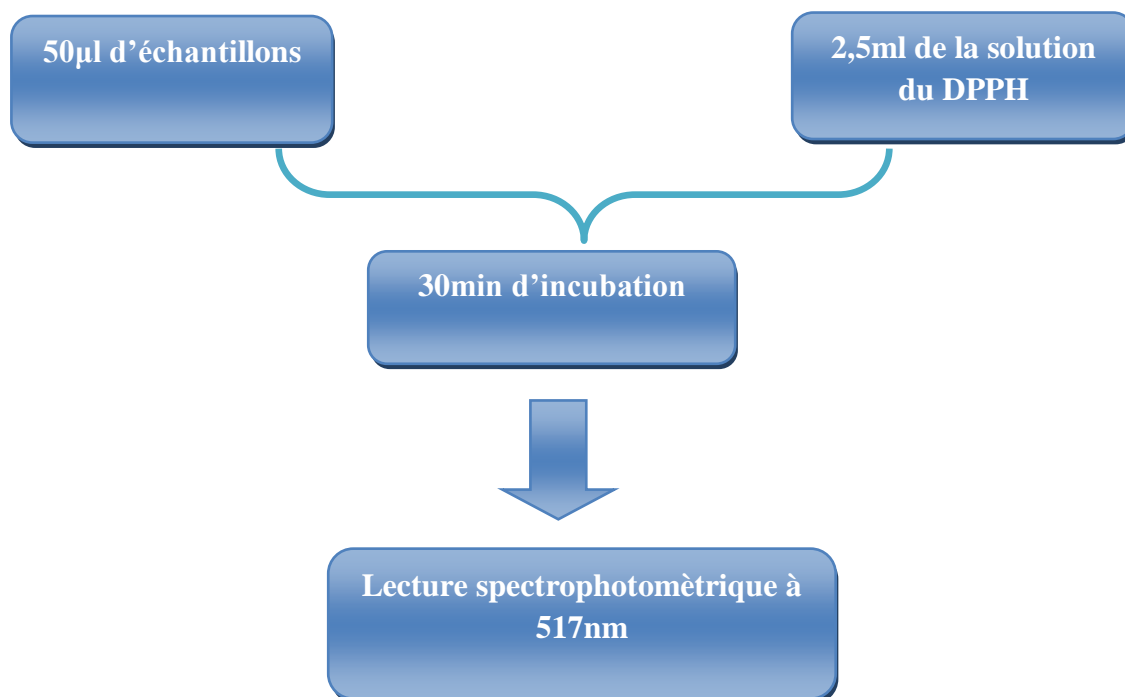 50µl d’échantillons
2,5ml de la solution
du DPPH
30min d’incubation
Lecture spectrophotomètrique à
517nm